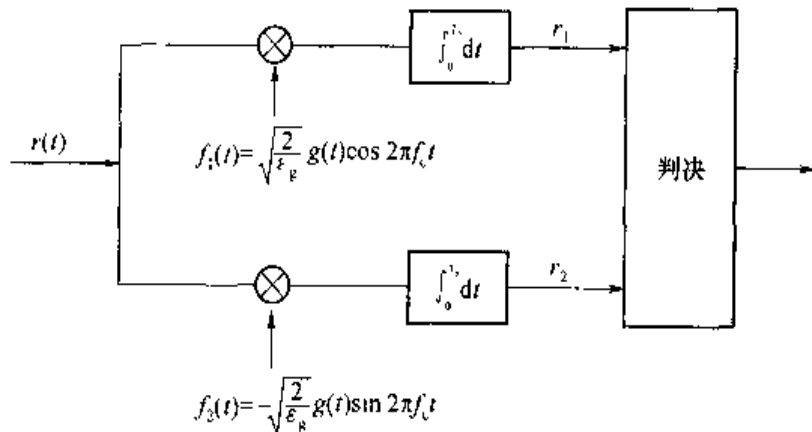 ∫₀^{T_s} dt
r₁
r(t)
f₁(t)=√(2/ε_g) g(t)cos 2πf_c t
判决
∫₀^{T_s} dt
r₂
f₂(t)=-√(2/ε_g) g(t)sin 2πf_c t